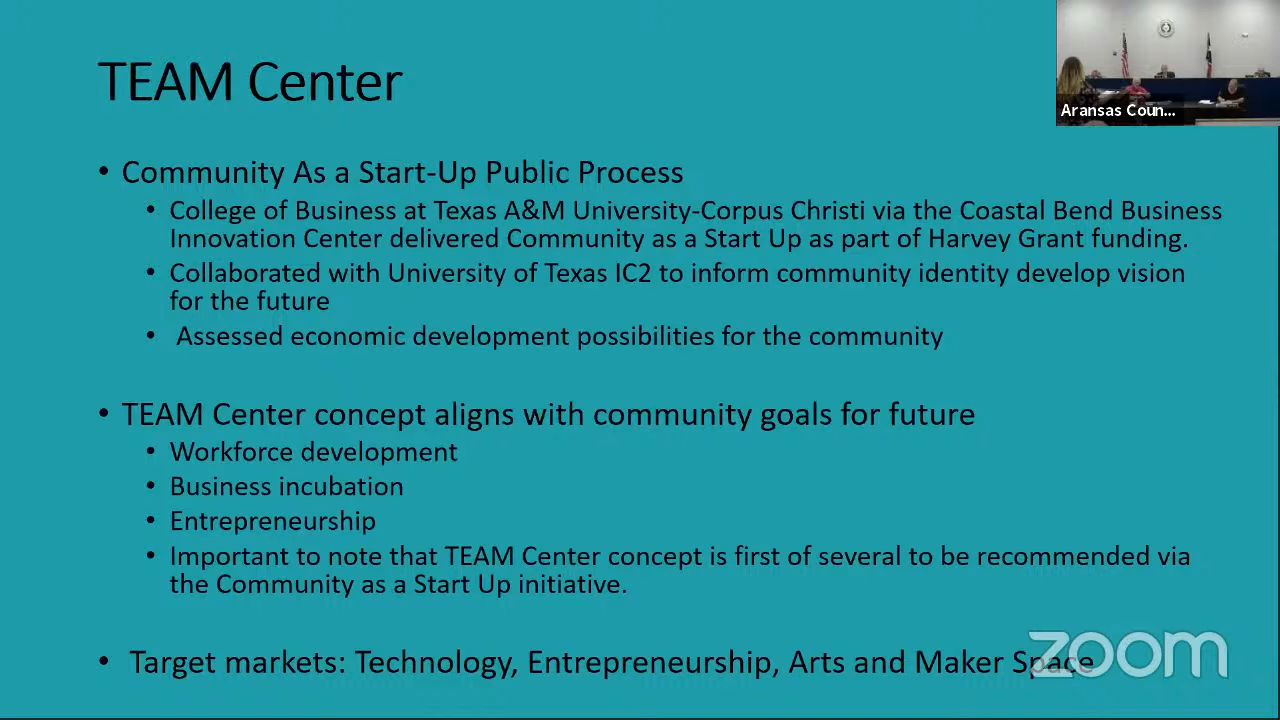 TEAM Center
Aransas Coun...
• Community As a Start-Up Public Process
• College of Business at Texas A&M University-Corpus Christi via the Coastal Bend Business
Innovation Center delivered Community as a Start Up as part of Harvey Grant funding.
• Collaborated with University of Texas IC2 to inform community identity develop vision
for the future
• Assessed economic development possibilities for the community
• TEAM Center concept aligns with community goals for future
• Workforce development
• Business incubation
• Entrepreneurship
• Important to note that TEAM Center concept is first of several to be recommended via
the Community as a Start Up initiative.
• Target markets: Technology, Entrepreneurship, Arts and Maker Space
zoom